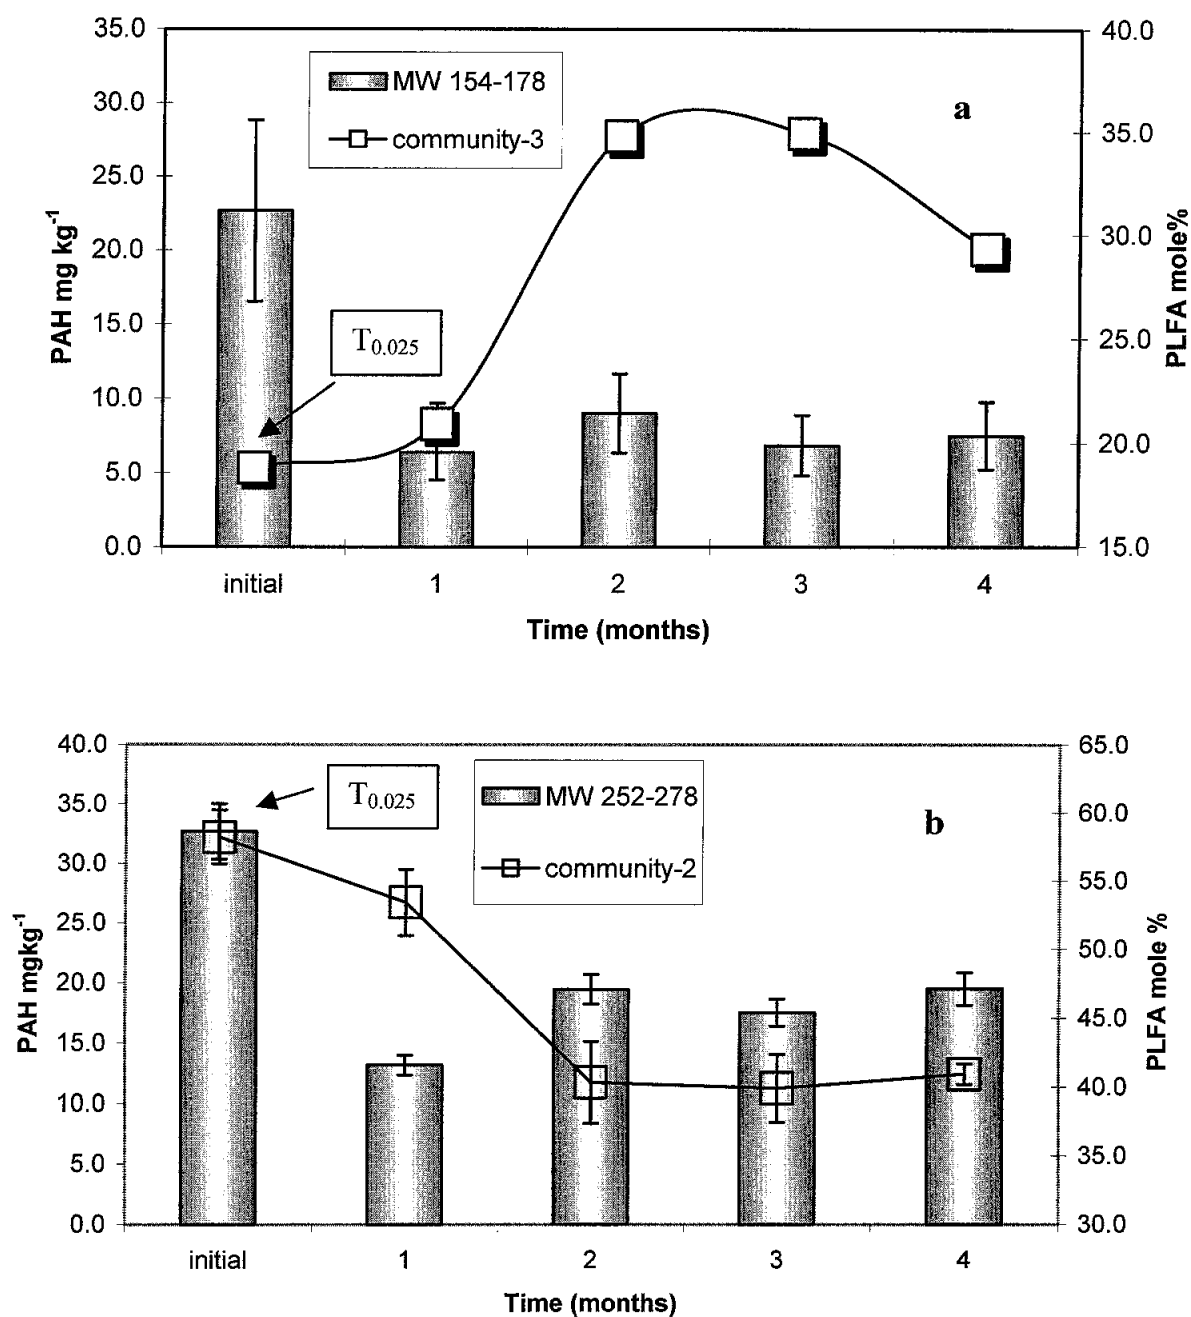 35.0
30.0
25.0
20.0
15.0
10.0
5.0
0.0
PAH mg kg-1
MW 154-178
community-3
a
T0.025
40.0
35.0
30.0
25.0
20.0
15.0
PLFA mole%
initial 1 2 3 4
Time (months)
40.0
35.0
30.0
25.0
20.0
15.0
10.0
5.0
0.0
PAH mgkg-1
T0.025
MW 252-278
community-2
b
65.0
60.0
55.0
50.0
45.0
40.0
35.0
30.0
PLFA mole %
initial 1 2 3 4
Time (months)